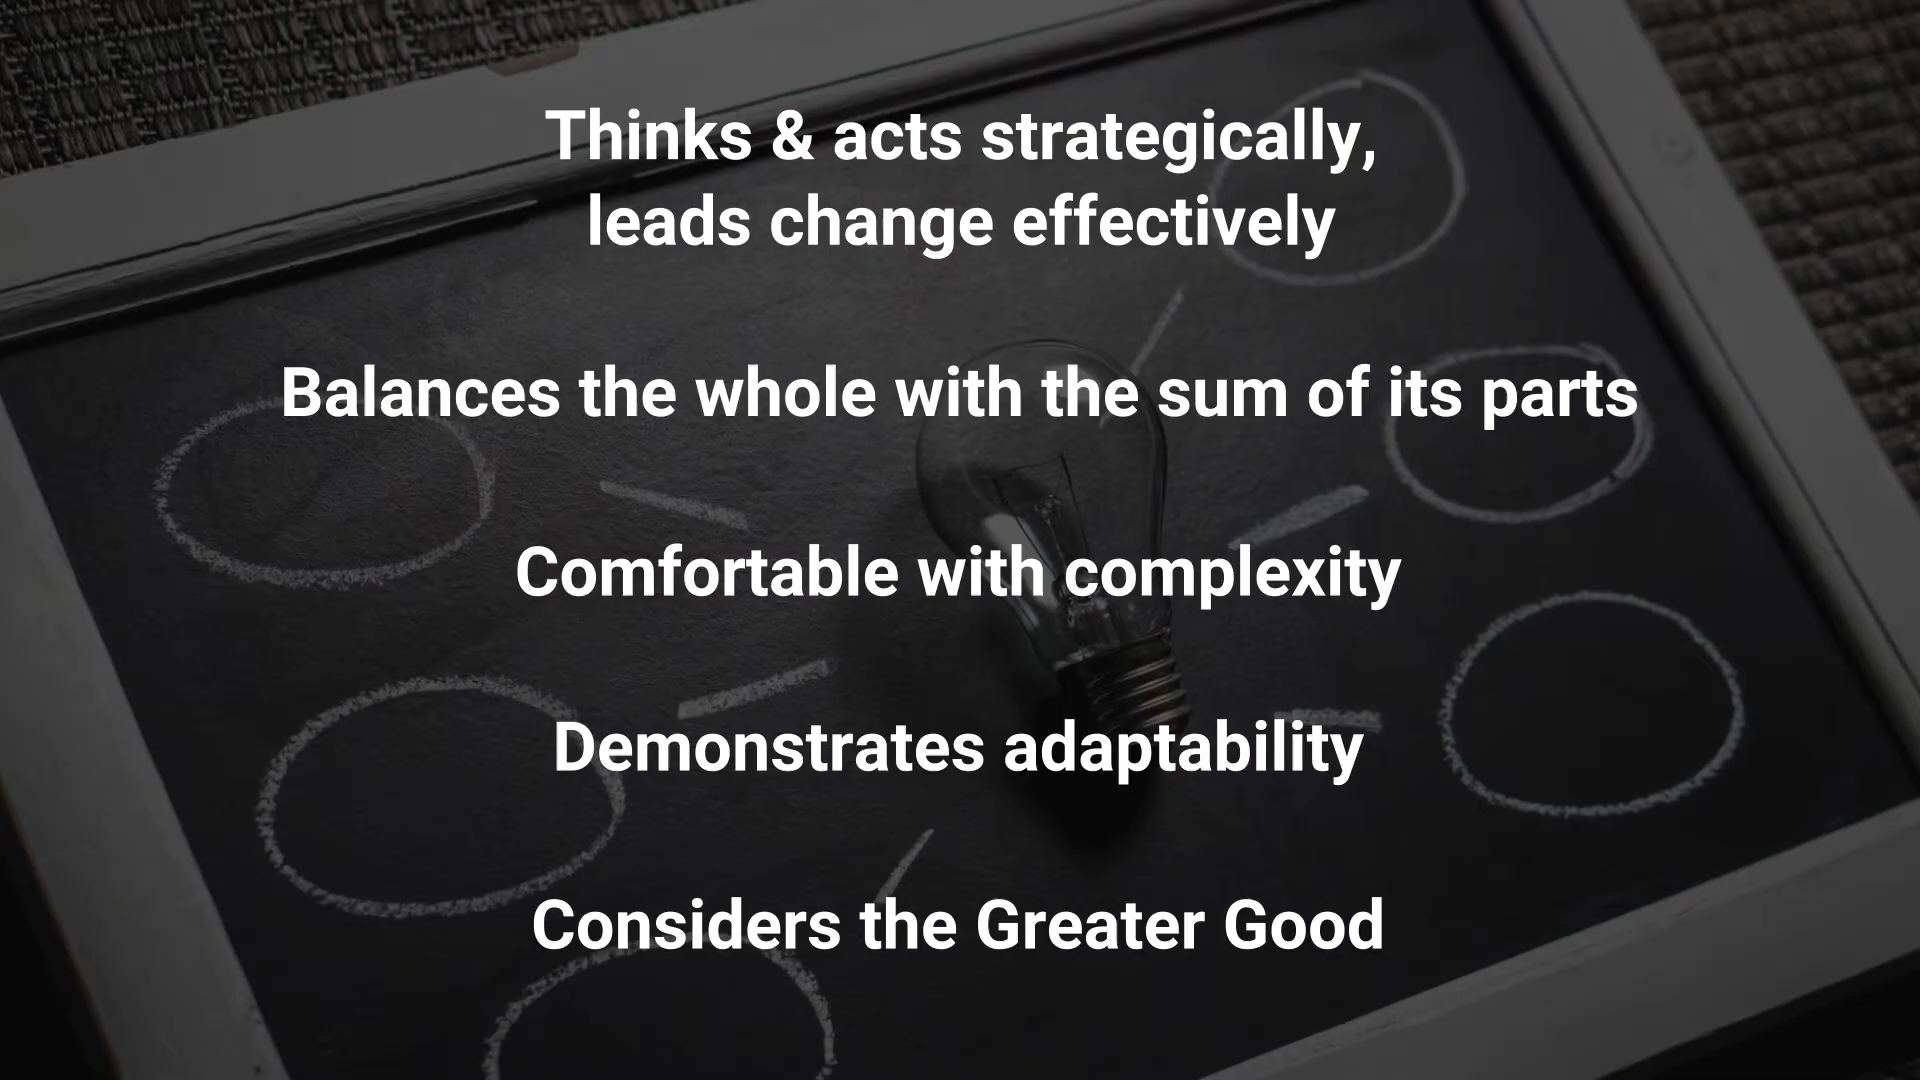 Thinks & acts strategically,
leads change effectively
Balances the whole with the sum of its parts
Comfortable with complexity
Demonstrates adaptability
Considers the Greater Good